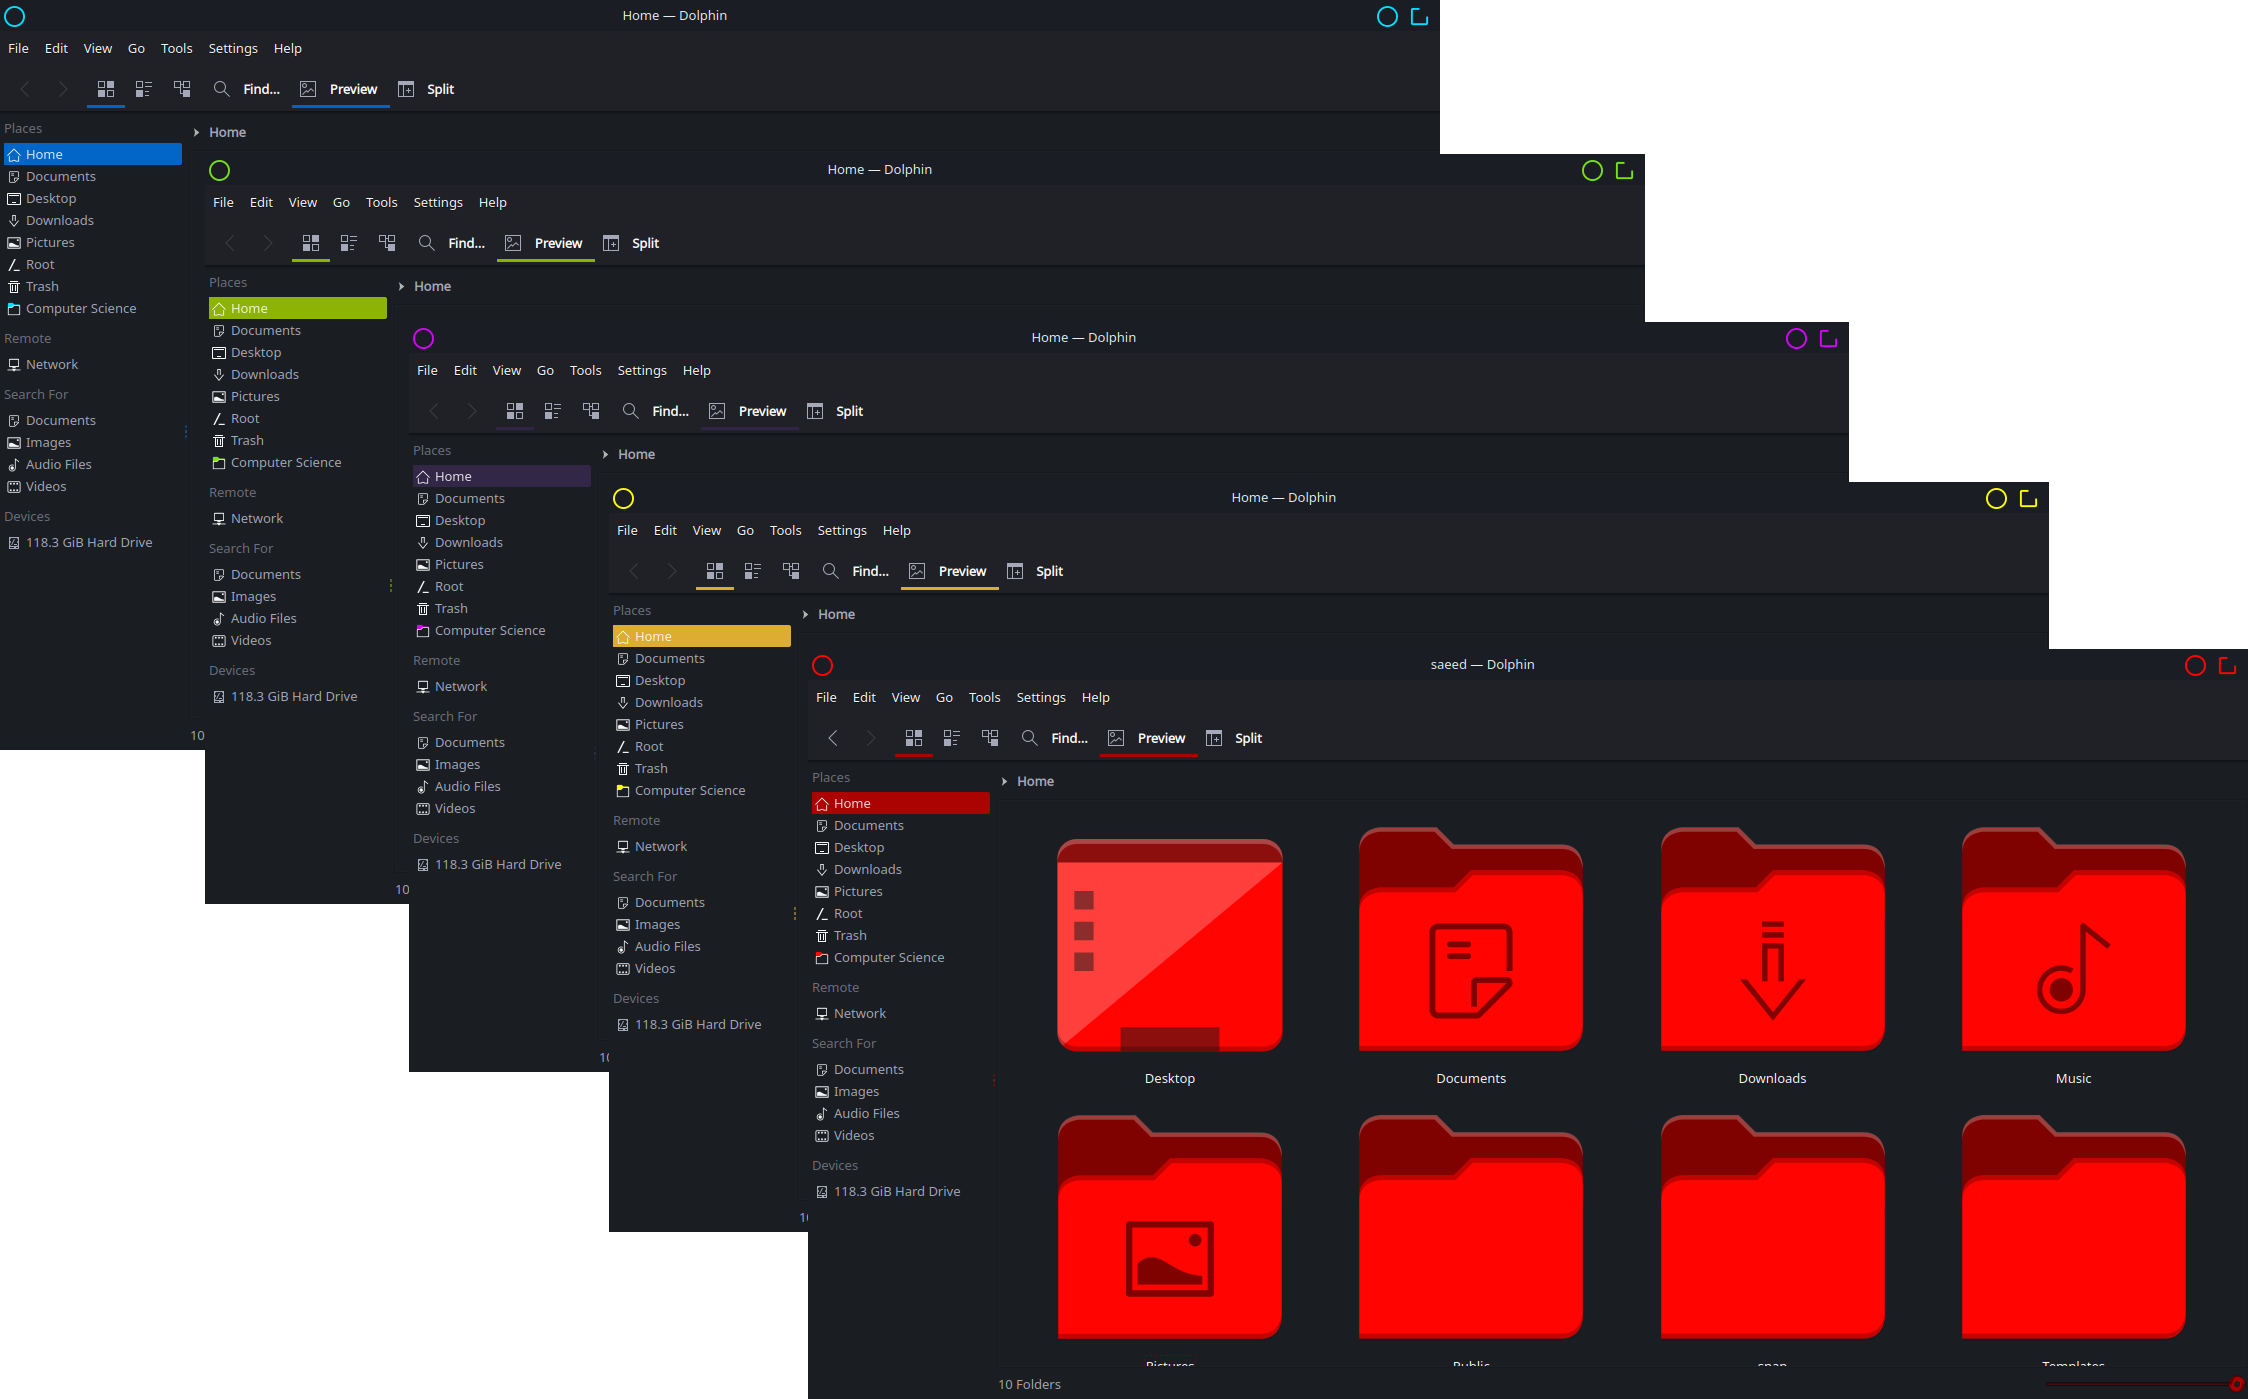 Home — Dolphin
File Edit View Go Tools Settings Help
Find... Preview Split
Places
Home
Documents
Desktop
Downloads
Pictures
Root
Trash
Computer Science
Remote
Network
Search For
Documents
Images
Audio Files
Videos
Devices
118.3 GiB Hard Drive
Home
10
Home — Dolphin
File Edit View Go Tools Settings Help
Find... Preview Split
Places
Home
Documents
Desktop
Downloads
Pictures
Root
Trash
Computer Science
Remote
Network
Search For
Documents
Images
Audio Files
Videos
Devices
118.3 GiB Hard Drive
Home
10
Home — Dolphin
File Edit View Go Tools Settings Help
Find... Preview Split
Places
Home
Documents
Desktop
Downloads
Pictures
Root
Trash
Computer Science
Remote
Network
Search For
Documents
Images
Audio Files
Videos
Devices
118.3 GiB Hard Drive
Home
10
Home — Dolphin
File Edit View Go Tools Settings Help
Find... Preview Split
Places
Home
Documents
Desktop
Downloads
Pictures
Root
Trash
Computer Science
Remote
Network
Search For
Documents
Images
Audio Files
Videos
Devices
118.3 GiB Hard Drive
Home
saeed — Dolphin
File Edit View Go Tools Settings Help
Find... Preview Split
Places
Home
Documents
Desktop
Downloads
Pictures
Root
Trash
Computer Science
Remote
Network
Search For
Documents
Images
Audio Files
Videos
Devices
118.3 GiB Hard Drive
Home
Desktop Documents Downloads Music
Pictures Public snap Templates
10 Folders